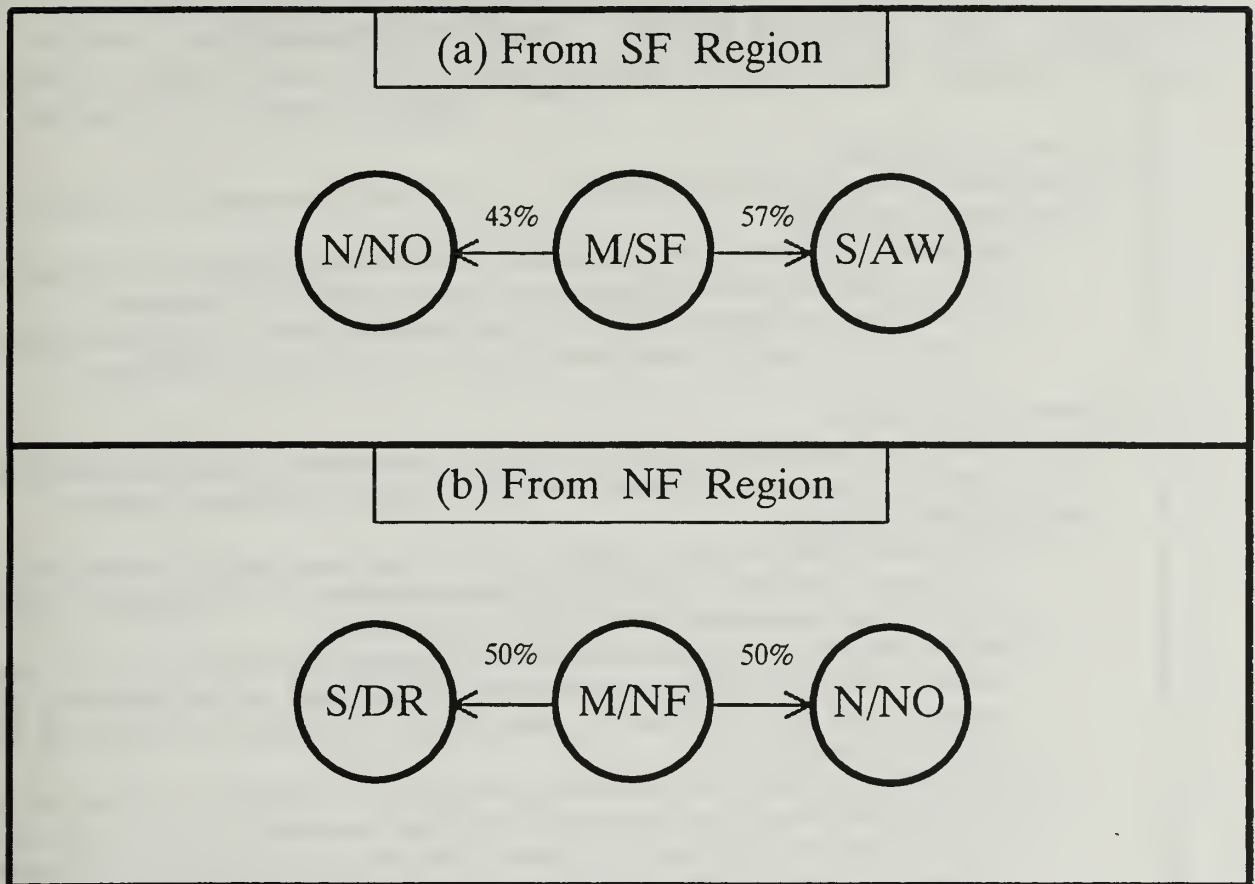 (a) From SF Region
43% 57%
N/NO M/SF S/AW
(b) From NF Region
50% 50%
S/DR M/NF N/NO